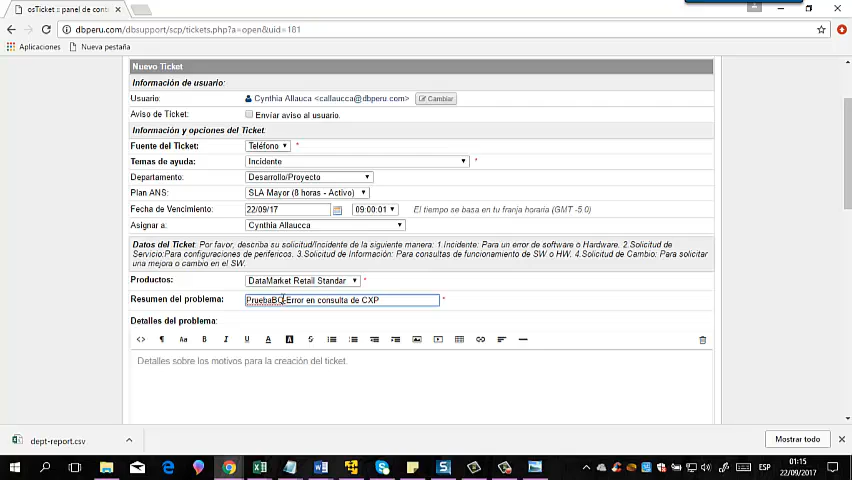 osTicket :: panel de cont
dbperu.com/dbsupport/scp/tickets.php?a=open&uid=181
Aplicaciones
Nueva pestaña
Nuevo Ticket
Información de usuario:
Usuario:
Cynthia Allauca <callaucca@dbperu.com>
Cambiar
Aviso de Ticket:
Envíar aviso al usuario.
Información y opciones del Ticket.
Fuente del Ticket:
Teléfono *
Temas de ayuda:
Incidente *
Departamento:
Desarrollo/Proyecto
Plan ANS:
SLA Mayor (8 horas - Activo)
Fecha de Vencimiento:
22/09/17
09:00:01
El tiempo se basa en tu franja horaria (GMT -5.0)
Asignar a:
Cynthia Allaucca
Datos del Ticket: Por favor, describa su solicitud/Incidente de la siguiente manera: 1.Incidente: Para un error de software o Hardware. 2.Solicitud de
Servicio:Para configuraciones de perifericos. 3.Solicitud de Información: Para consultas de funcionamiento de SW o HW. 4.Solicitud de Cambio: Para solicitar
una mejora o cambio en el SW.
Productos:
DataMarket Retail Standar *
Resumen del problema:
PruebaBO-Error en consulta de CXP *
Detalles del problema:
Detalles sobre los motivos para la creación del ticket.
dept-report.csv
Mostrar todo
ESP
01:15
22/09/2017